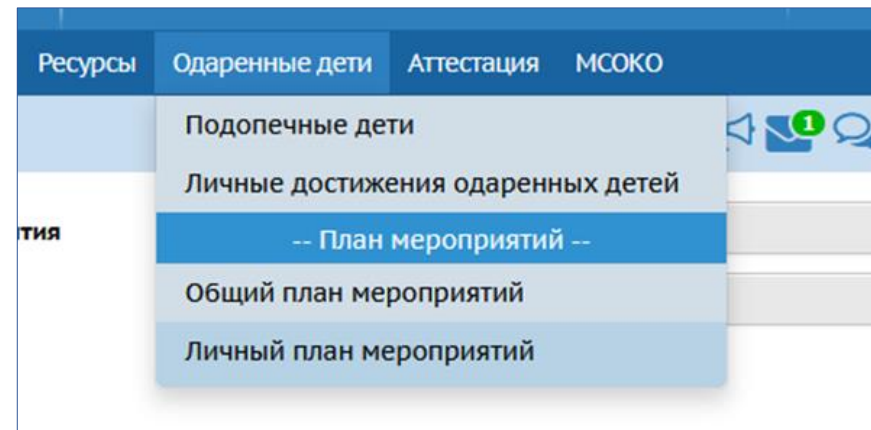 Ресурсы Одаренные дети Аттестация МСОКО
Подопечные дети
1
Личные достижения одаренных детей
тия
-- План мероприятий --
Общий план мероприятий
Личный план мероприятий